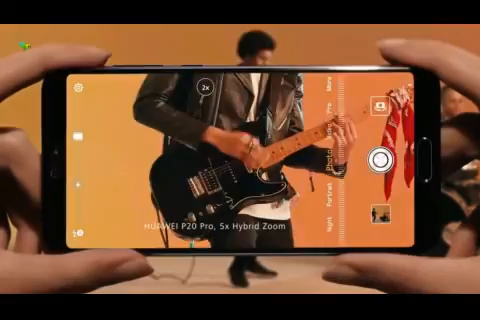 2x
More
Pro
Video
Photo
Portrait
Night
HUAWEI P20 Pro, 5x Hybrid Zoom